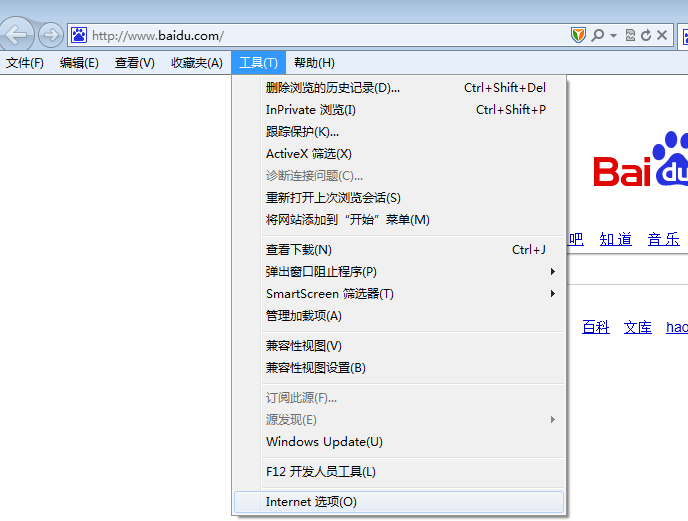 http://www.baidu.com/
文件(F) 编辑(E) 查看(V) 收藏夹(A) 工具(T) 帮助(H)
删除浏览的历史记录(D)... Ctrl+Shift+Del
InPrivate 浏览(I) Ctrl+Shift+P
跟踪保护(K)...
ActiveX 筛选(X)
诊断连接问题(C)...
重新打开上次浏览会话(S)
将网站添加到“开始”菜单(M)
Bai du
吧 知道 音乐
查看下载(N) Ctrl+J
弹出窗口阻止程序(P)
SmartScreen 筛选器(T)
管理加载项(A)
百科 文库 hao
兼容性视图(V)
兼容性视图设置(B)
订阅此源(F)...
源发现(E)
Windows Update(U)
F12 开发人员工具(L)
Internet 选项(O)